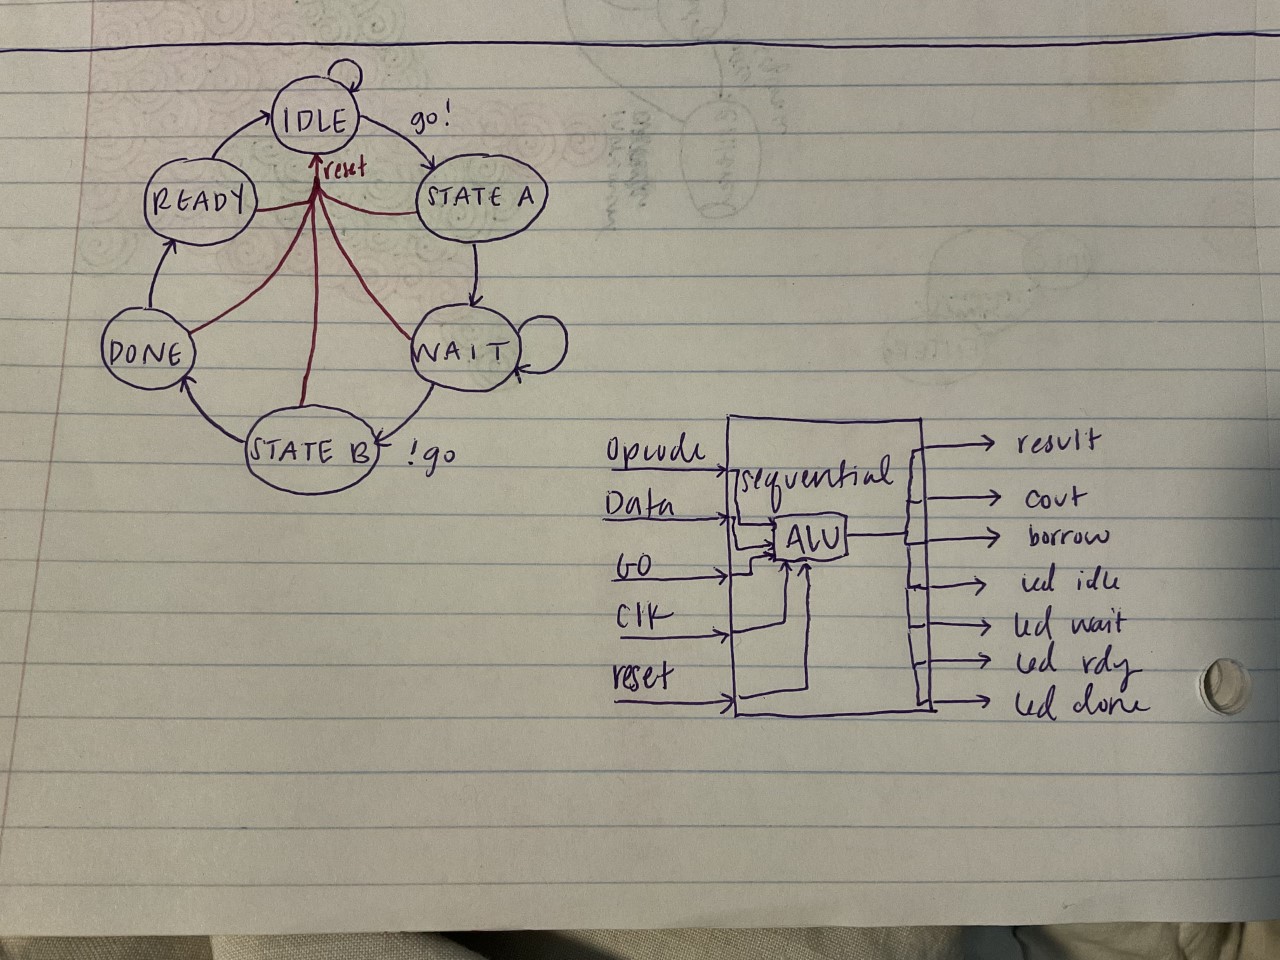 IDLE
go!
reset
READY
STATE A
DONE
WAIT
STATE B
!go
Opcode
Data
GO
Clk
reset
sequential
ALU
result
cout
borrow
led idle
led wait
led rdy
led done